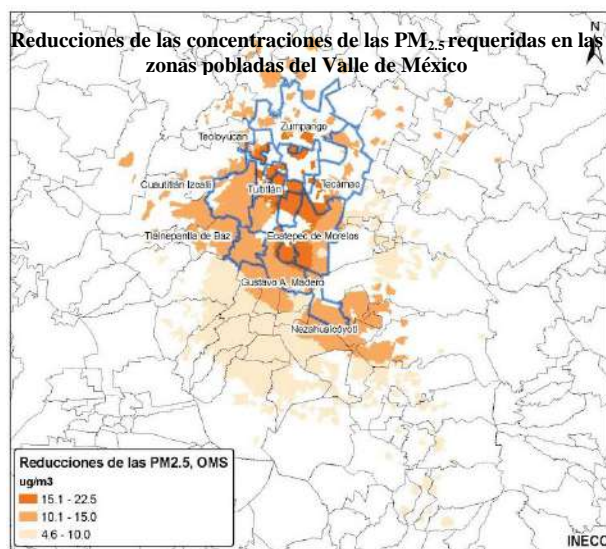 Reducciones de las concentraciones de las PM2.5 requeridas en las
zonas pobladas del Valle de México
N
Zumpango
Teoloyucan
Cuautitlán Izcalli
Tultitlán
Tecámac
Tlalnepantla de Baz
Ecatepec de Morelos
Gustavo A. Madero
Nezahualcóyotl
Reducciones de las PM2.5, OMS
ug/m3
15.1 - 22.5
10.1 - 15.0
4.6 - 10.0
INECC